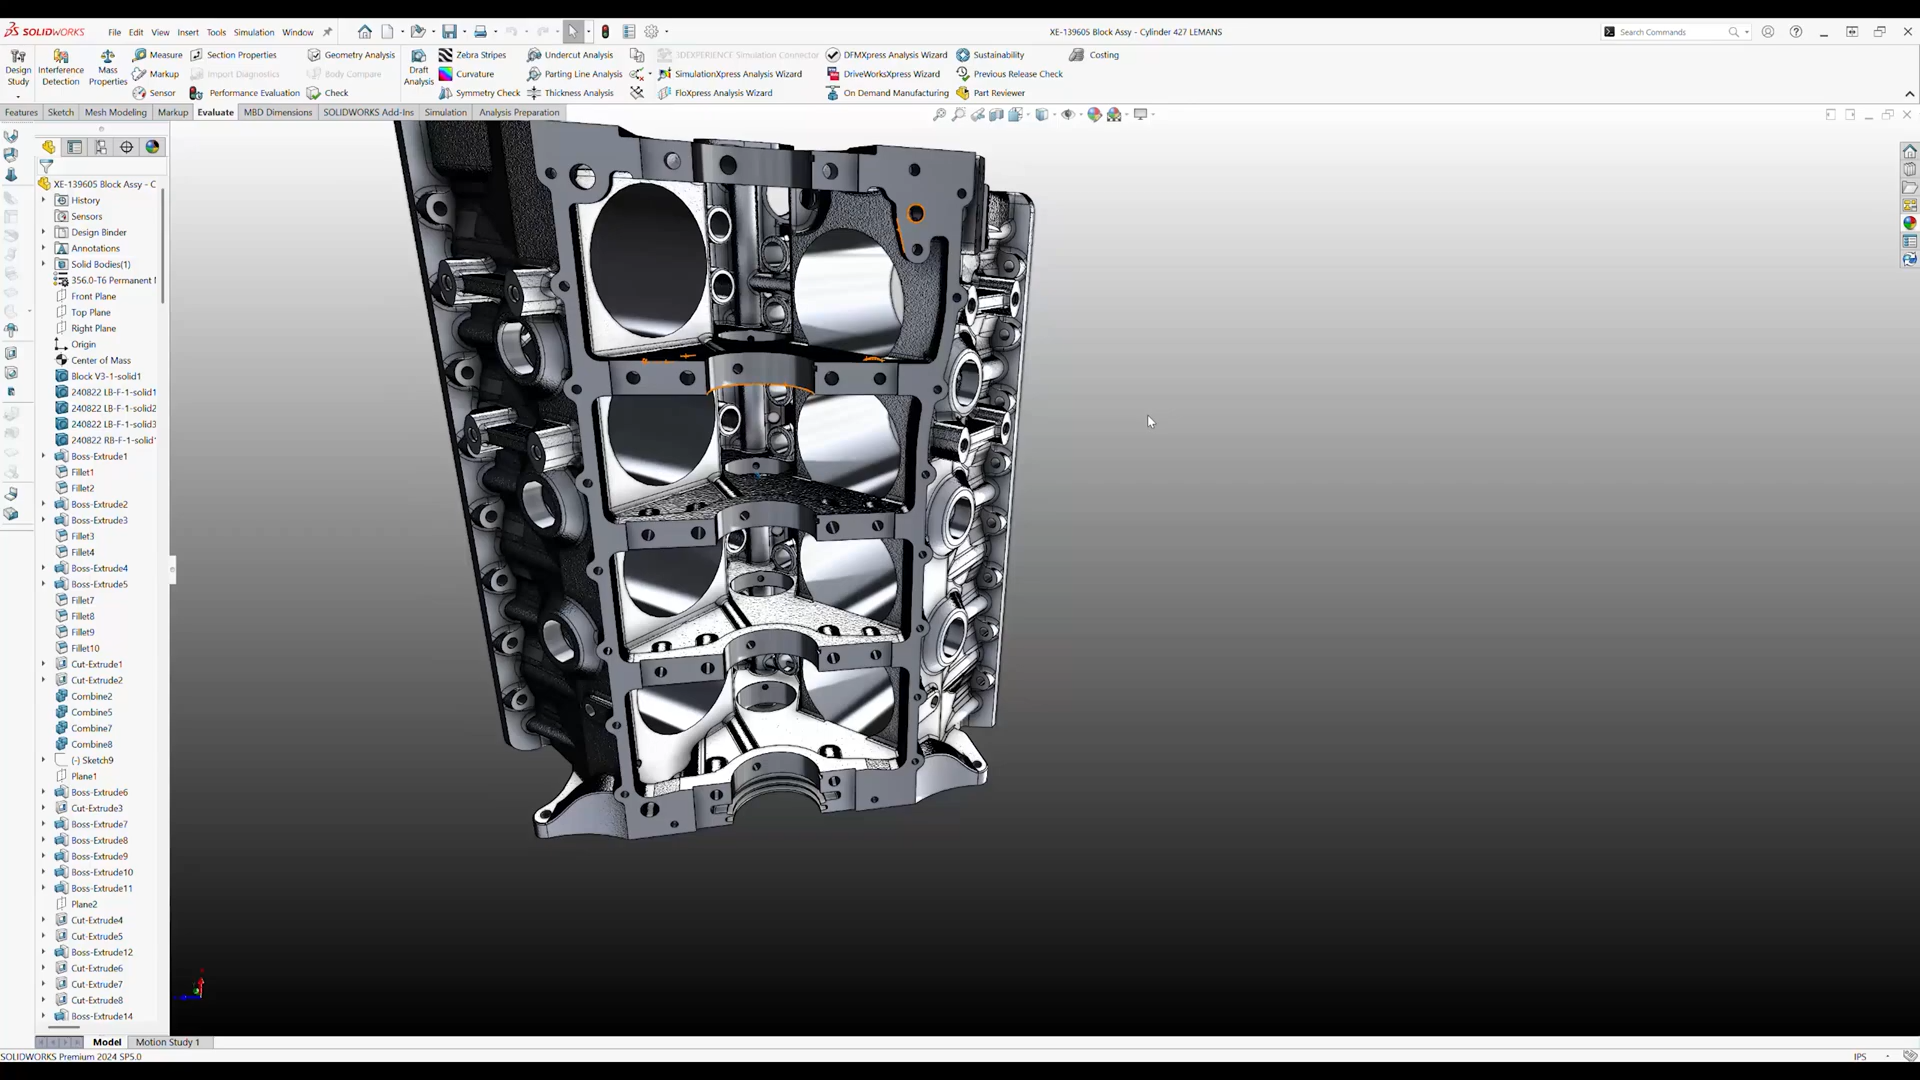 SOLIDWORKS File Edit View Insert Tools Simulation Window XE-139605 Block Assy - Cylinder 427 LEMANS Search Commands
Design Study
Interference Detection
Mass Properties
Measure Section Properties Geometry Analysis
Markup Import Diagnostics Body Compare
Sensor Performance Evaluation Check
Draft Analysis
Zebra Stripes Undercut Analysis 3DEXPERIENCE Simulation Connector DFMXpress Analysis Wizard Sustainability Costing
Curvature Parting Line Analysis SimulationXpress Analysis Wizard DriveWorksXpress Wizard Previous Release Check
Symmetry Check Thickness Analysis FloXpress Analysis Wizard On Demand Manufacturing Part Reviewer
Features Sketch Mesh Modeling Markup Evaluate MBD Dimensions SOLIDWORKS Add-Ins Simulation Analysis Preparation
XE-139605 Block Assy - C
History
Sensors
Design Binder
Annotations
Solid Bodies(1)
356.0-T6 Permanent
Front Plane
Top Plane
Right Plane
Origin
Center of Mass
Block V3-1-solid1
240822 LB-F-1-solid1
240822 LB-F-1-solid2
240822 LB-F-1-solid3
240822 RB-F-1-solid1
Boss-Extrude1
Fillet1
Fillet2
Boss-Extrude2
Boss-Extrude3
Fillet3
Fillet4
Boss-Extrude4
Boss-Extrude5
Fillet7
Fillet8
Fillet9
Fillet10
Cut-Extrude1
Cut-Extrude2
Combine2
Combine5
Combine7
Combine8
(-) Sketch9
Plane1
Boss-Extrude6
Cut-Extrude3
Boss-Extrude7
Boss-Extrude8
Boss-Extrude9
Boss-Extrude10
Boss-Extrude11
Plane2
Cut-Extrude4
Cut-Extrude5
Boss-Extrude12
Cut-Extrude6
Cut-Extrude7
Cut-Extrude8
Boss-Extrude14
Model Motion Study 1
SOLIDWORKS Premium 2024 SP5.0 IPS